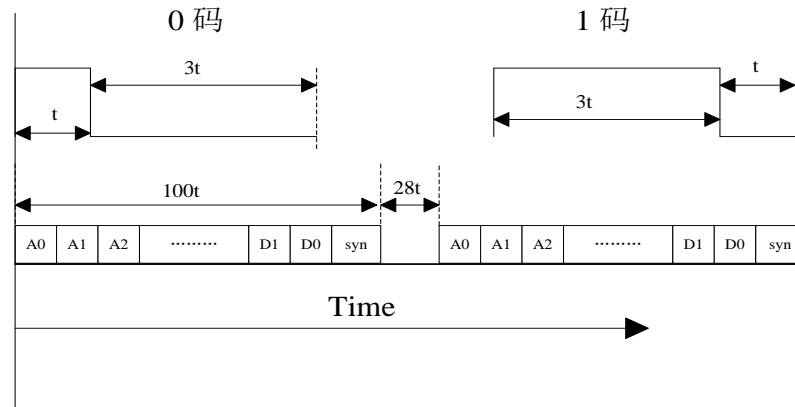 0 码 1 码
3t t
t 3t
100t 28t
A0 A1 A2 ⋯⋯⋯ D1 D0 syn A0 A1 A2 ⋯⋯⋯ D1 D0 syn
Time